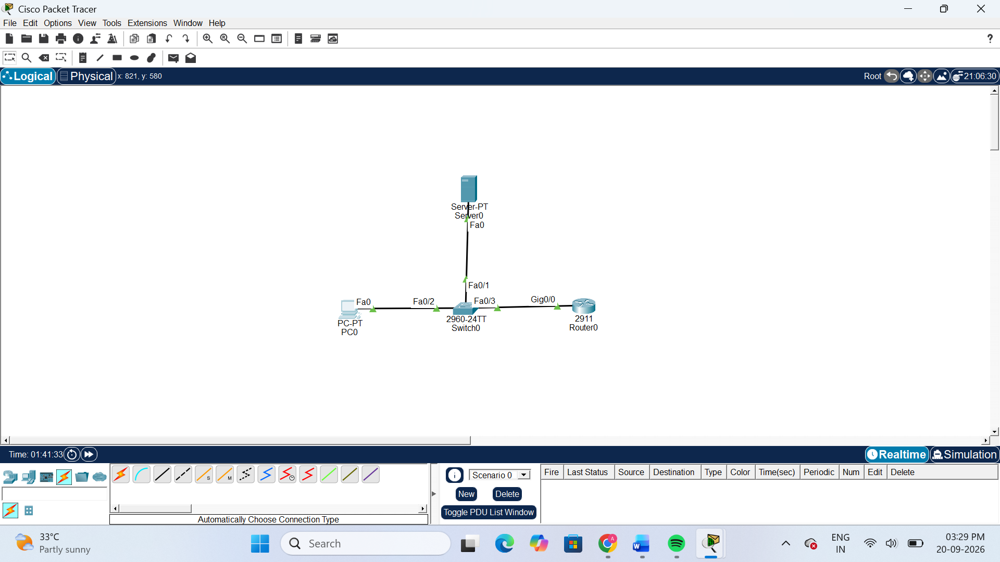 Cisco Packet Tracer
File Edit Options View Tools Extensions Window Help
?
Logical Physical x: 821, y: 580 Root 21:06:30
Server-PT
Server0
Fa0
Fa0/1
Fa0 Fa0/2 Fa0/3 Gig0/0
PC-PT 2960-24TT 2911
PC0 Switch0 Router0
Time: 01:41:33 Realtime Simulation
S M
Scenario 0 Fire Last Status Source Destination Type Color Time(sec) Periodic Num Edit Delete
New Delete
Toggle PDU List Window
Automatically Choose Connection Type
33°C
Partly sunny
Search
ENG
IN
03:29 PM
20-09-2026